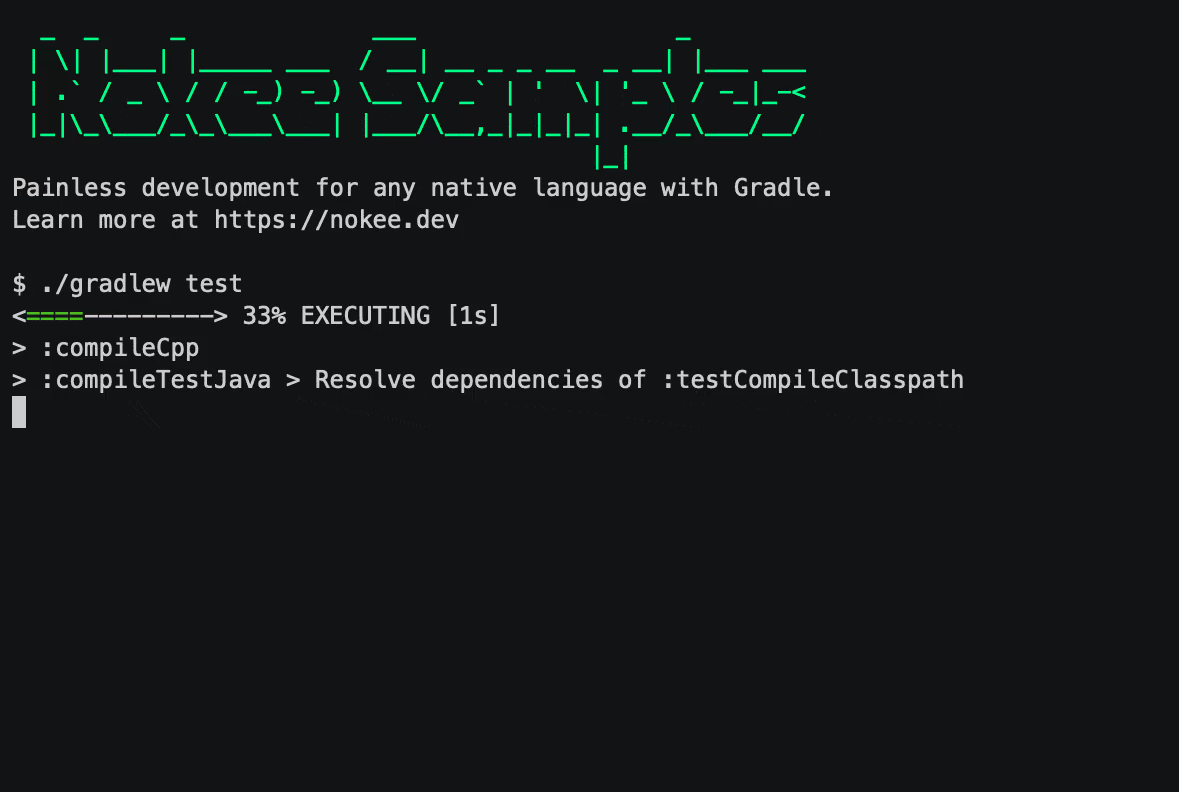 Nokee Samples
Painless development for any native language with Gradle.
Learn more at https://nokee.dev
$ ./gradlew test
<====---------> 33% EXECUTING [1s]
> :compileCpp
> :compileTestJava > Resolve dependencies of :testCompileClasspath